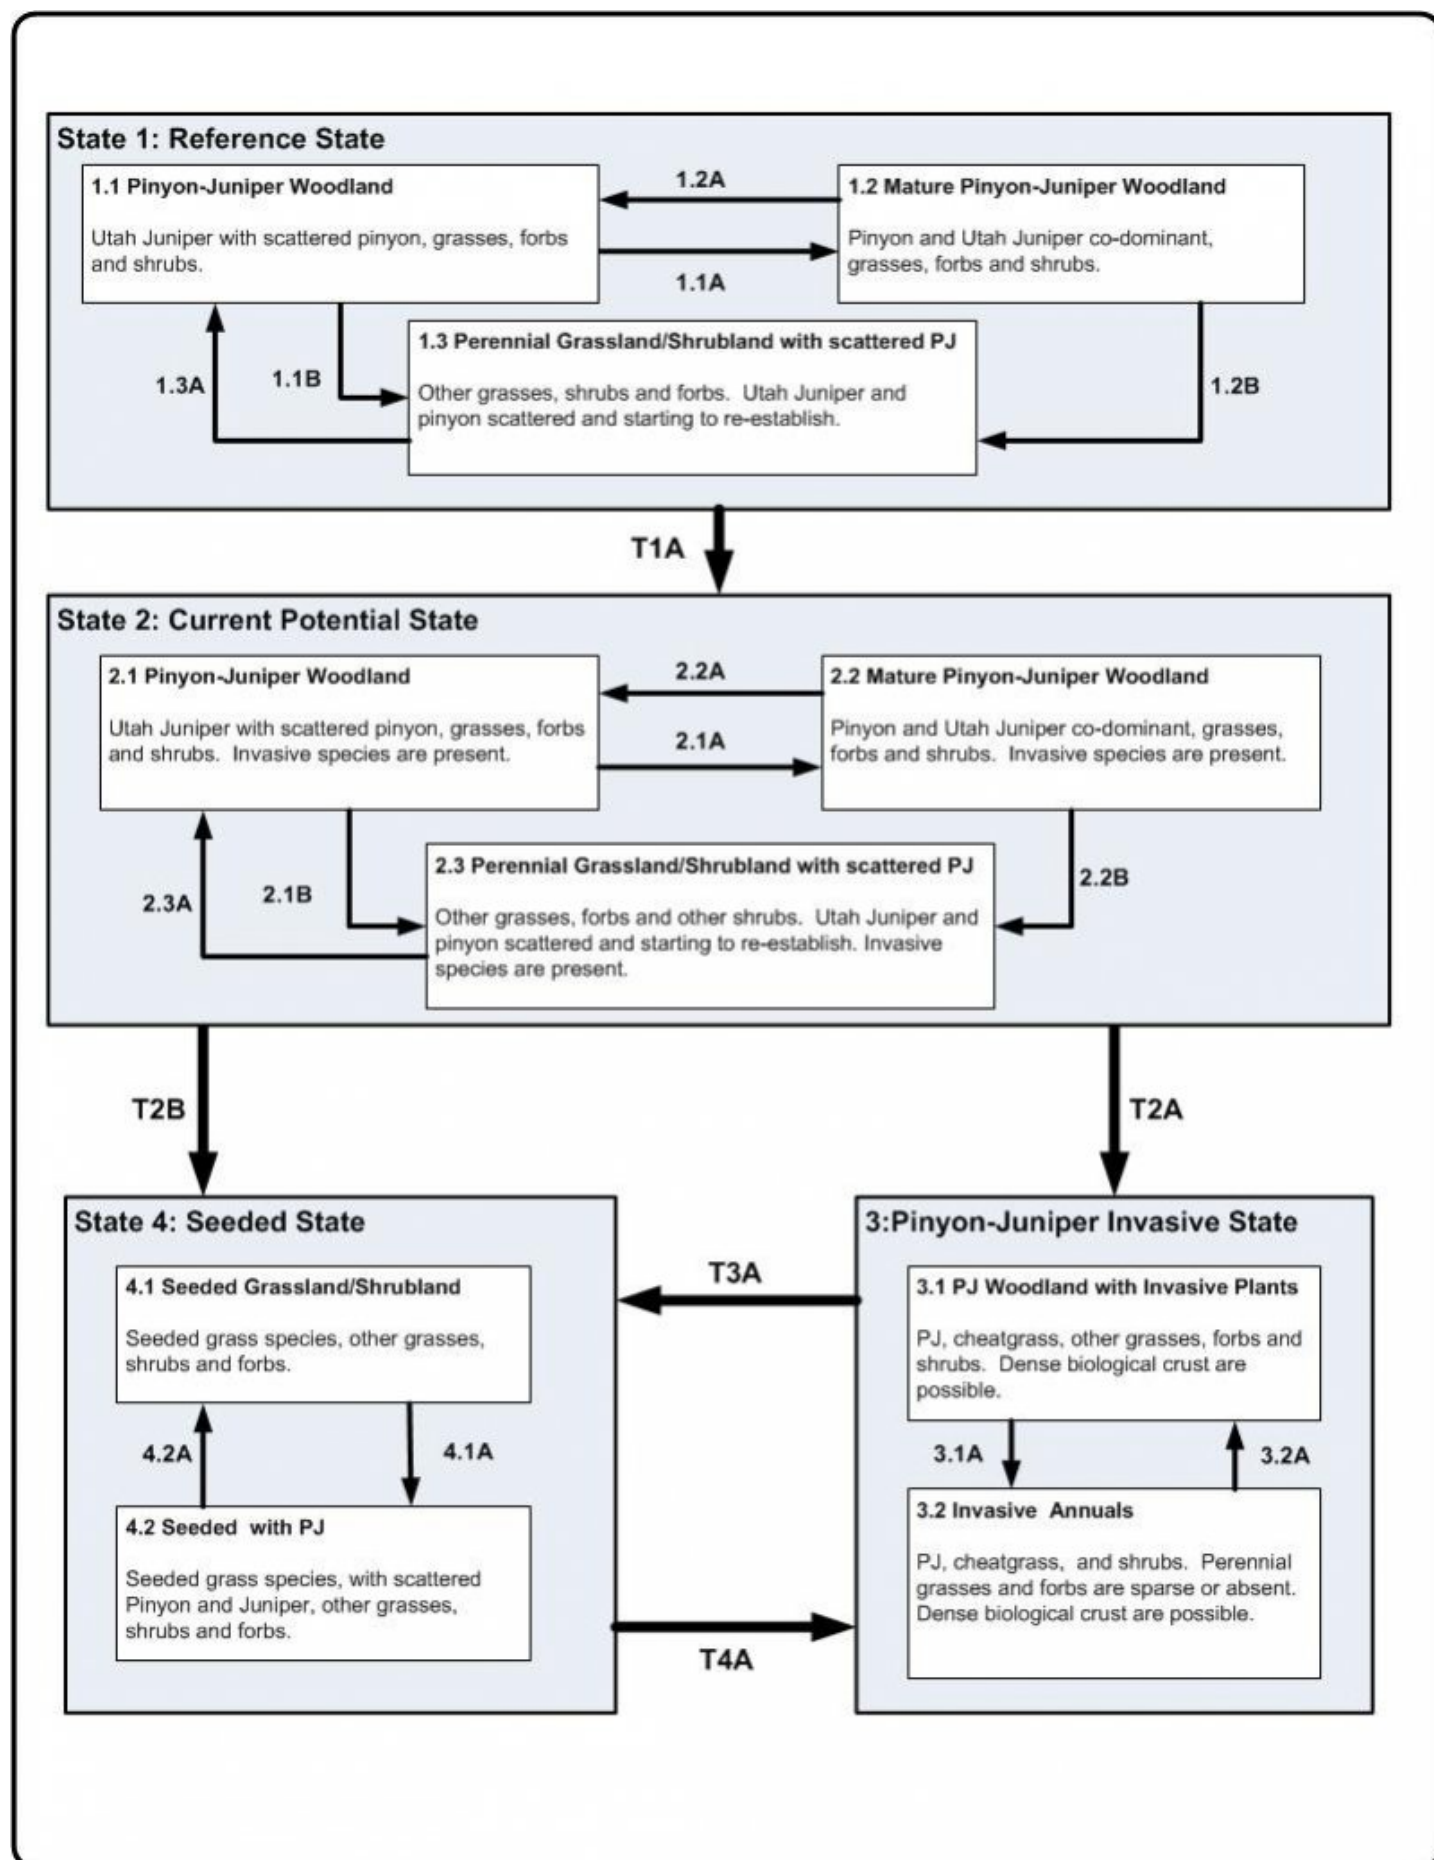 State 1: Reference State
1.1 Pinyon-Juniper Woodland
Utah Juniper with scattered pinyon, grasses, forbs
and shrubs.
1.2A
1.1A
1.2 Mature Pinyon-Juniper Woodland
Pinyon and Utah Juniper co-dominant,
grasses, forbs and shrubs.
1.3A
1.1B
1.3 Perennial Grassland/Shrubland with scattered PJ
Other grasses, shrubs and forbs. Utah Juniper and
pinyon scattered and starting to re-establish.
1.2B
T1A
State 2: Current Potential State
2.1 Pinyon-Juniper Woodland
Utah Juniper with scattered pinyon, grasses, forbs
and shrubs. Invasive species are present.
2.2A
2.1A
2.2 Mature Pinyon-Juniper Woodland
Pinyon and Utah Juniper co-dominant, grasses,
forbs and shrubs. Invasive species are present.
2.3A
2.1B
2.3 Perennial Grassland/Shrubland with scattered PJ
Other grasses, forbs and other shrubs. Utah Juniper and
pinyon scattered and starting to re-establish. Invasive
species are present.
2.2B
T2B
T2A
State 4: Seeded State
4.1 Seeded Grassland/Shrubland
Seeded grass species, other grasses,
shrubs and forbs.
4.2A
4.1A
4.2 Seeded with PJ
Seeded grass species, with scattered
Pinyon and Juniper, other grasses,
shrubs and forbs.
T3A
T4A
3:Pinyon-Juniper Invasive State
3.1 PJ Woodland with Invasive Plants
PJ, cheatgrass, other grasses, forbs and
shrubs. Dense biological crust are
possible.
3.1A
3.2A
3.2 Invasive Annuals
PJ, cheatgrass, and shrubs. Perennial
grasses and forbs are sparse or absent.
Dense biological crust are possible.